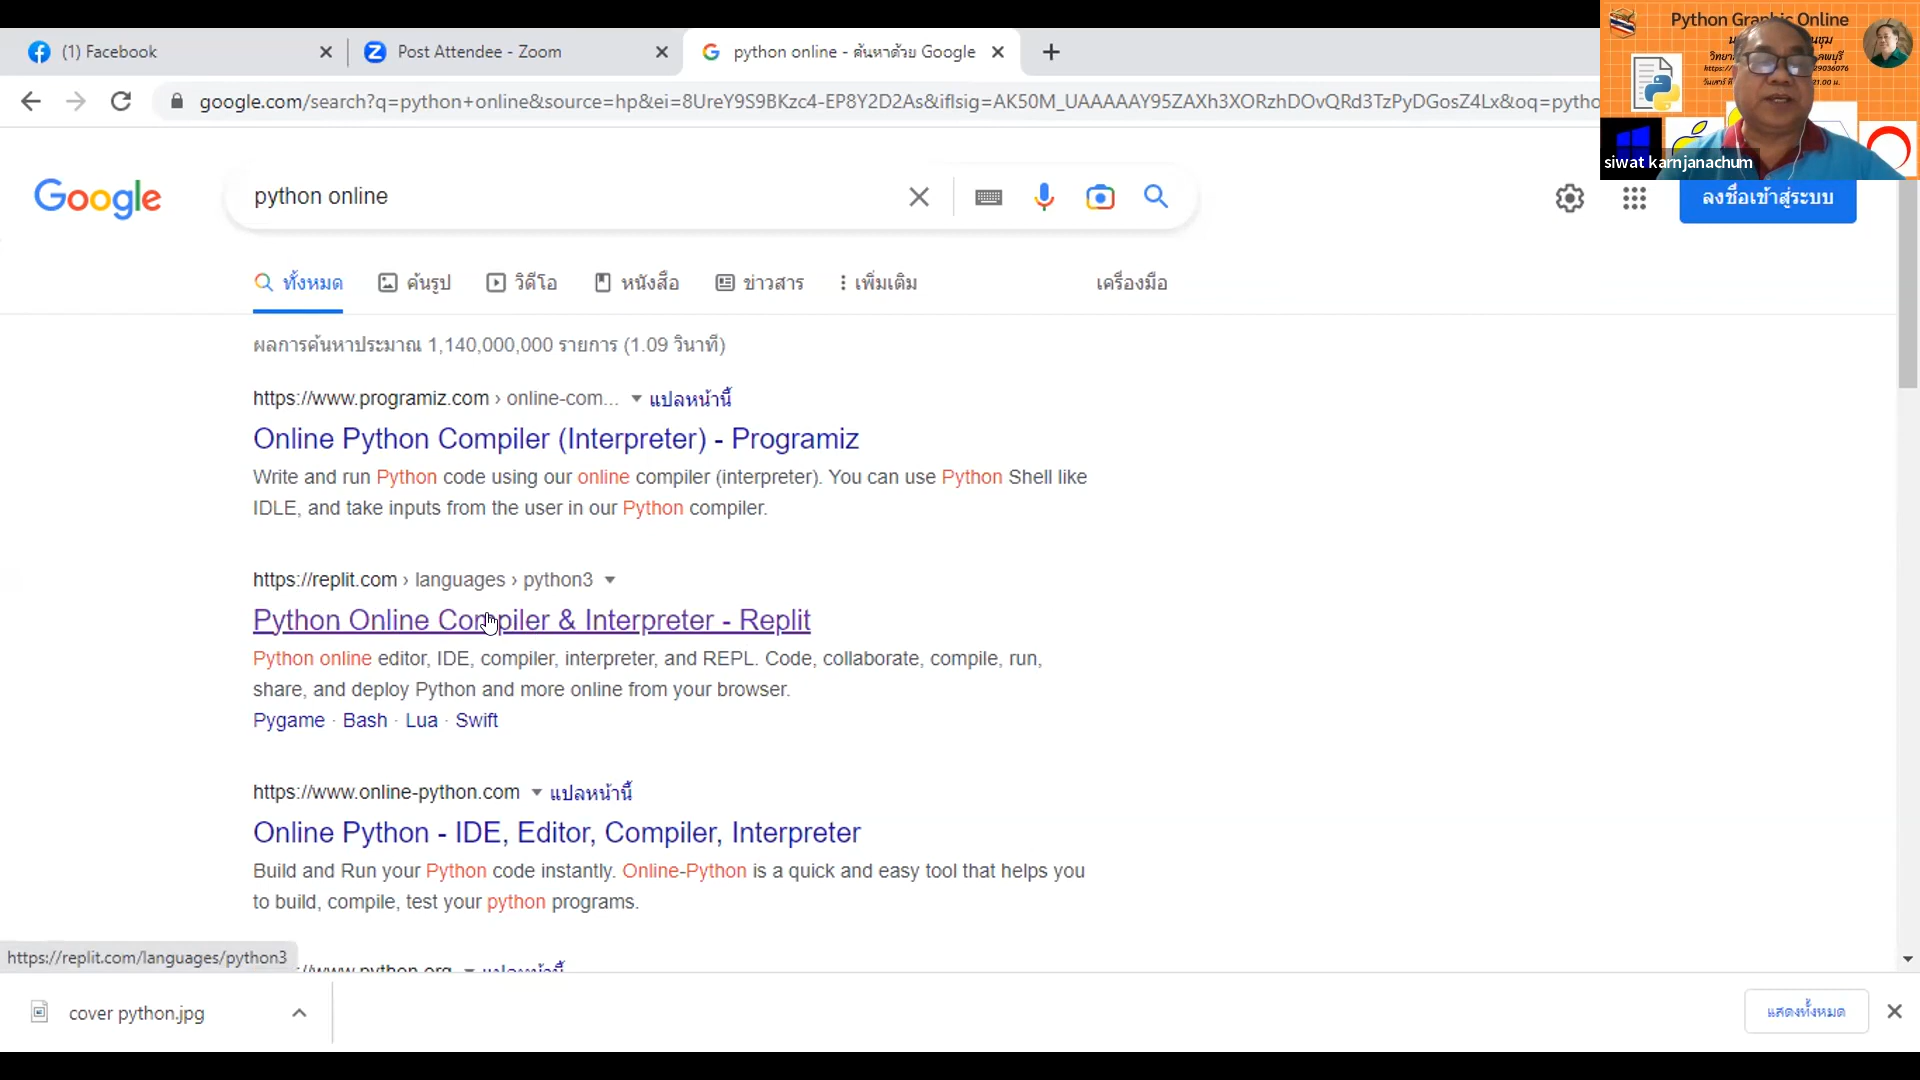 (1) Facebook
Post Attendee - Zoom
python online - ค้นหาด้วย Google
google.com/search?q=python+online&source=hp&ei=8UreY9S9BKzc4-EP8Y2D2As&iflsig=AK50M_UAAAAAY95ZAXh3XORzhDOvQRd3TzPyDGosZ4Lx&oq=pytho
Python Graphic Online
siwat karnjanachum
Google
python online
ลงชื่อเข้าสู่ระบบ
ทั้งหมด
ค้นรูป
วิดีโอ
หนังสือ
ข่าวสาร
เพิ่มเติม
เครื่องมือ
ผลการค้นหาประมาณ 1,140,000,000 รายการ (1.09 วินาที)
https://www.programiz.com › online-com... แปลหน้านี้
Online Python Compiler (Interpreter) - Programiz
Write and run Python code using our online compiler (interpreter). You can use Python Shell like
IDLE, and take inputs from the user in our Python compiler.
https://replit.com › languages › python3
Python Online Compiler & Interpreter - Replit
Python online editor, IDE, compiler, interpreter, and REPL. Code, collaborate, compile, run,
share, and deploy Python and more online from your browser.
Pygame · Bash · Lua · Swift
https://www.online-python.com แปลหน้านี้
Online Python - IDE, Editor, Compiler, Interpreter
Build and Run your Python code instantly. Online-Python is a quick and easy tool that helps you
to build, compile, test your python programs.
://www.python.org แปลหน้านี้
https://replit.com/languages/python3
cover python.jpg
แสดงทั้งหมด